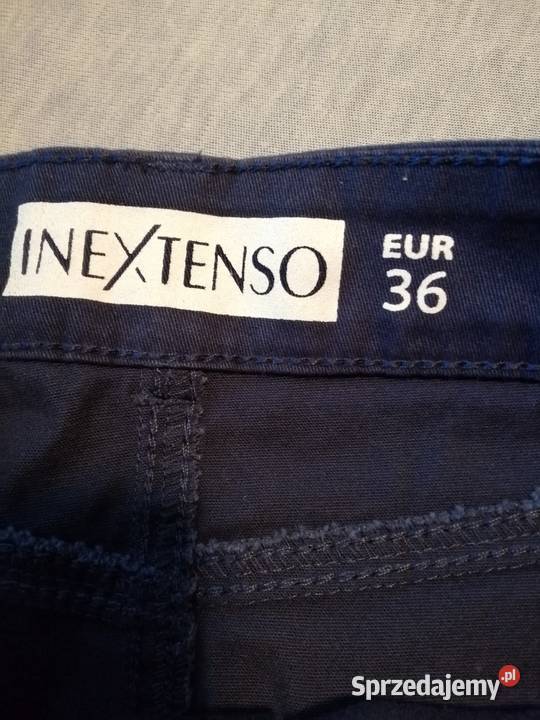 INEXTENSO
EUR
36
Sprzedajemy.pl